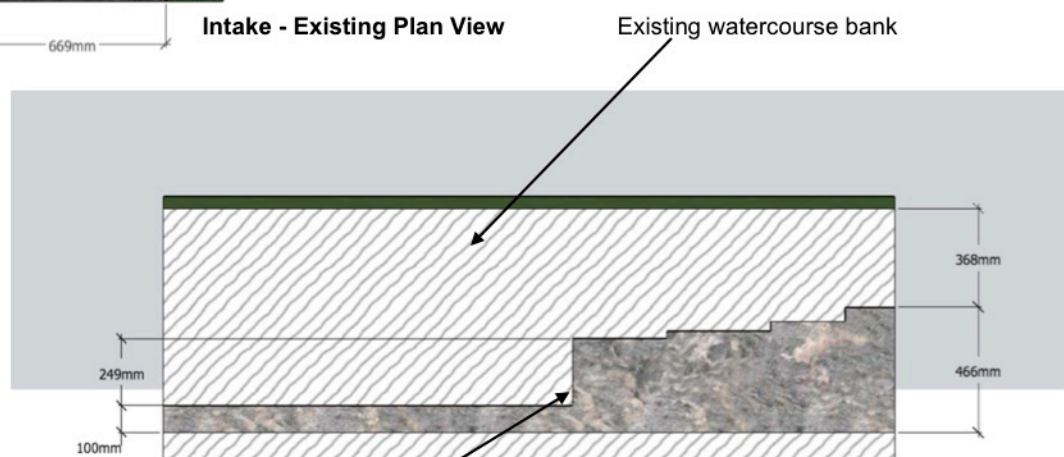 669mm
Intake - Existing Plan View
Existing watercourse bank
368mm
249mm
466mm
100mm